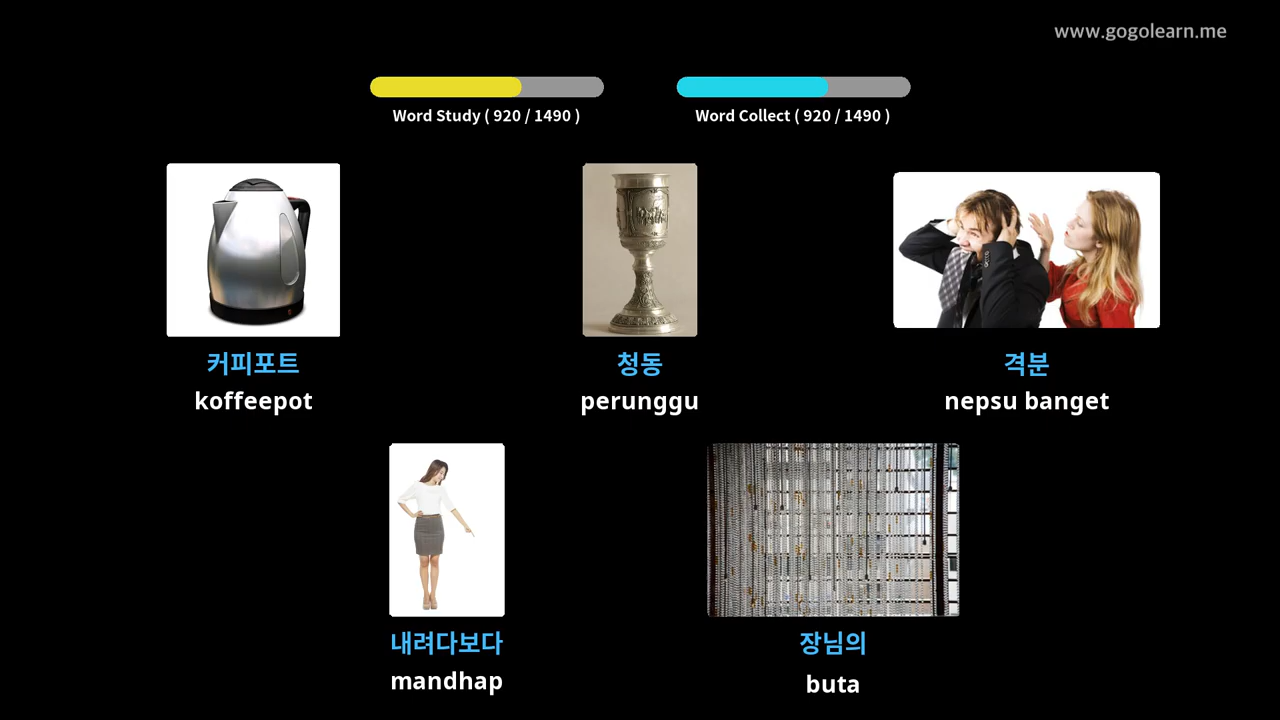 www.gogolearn.me
Word Study ( 920 / 1490 )
Word Collect ( 920 / 1490 )
커피포트
koffeepot
청동
perunggu
격분
nepsu banget
내려다보다
mandhap
장님의
buta